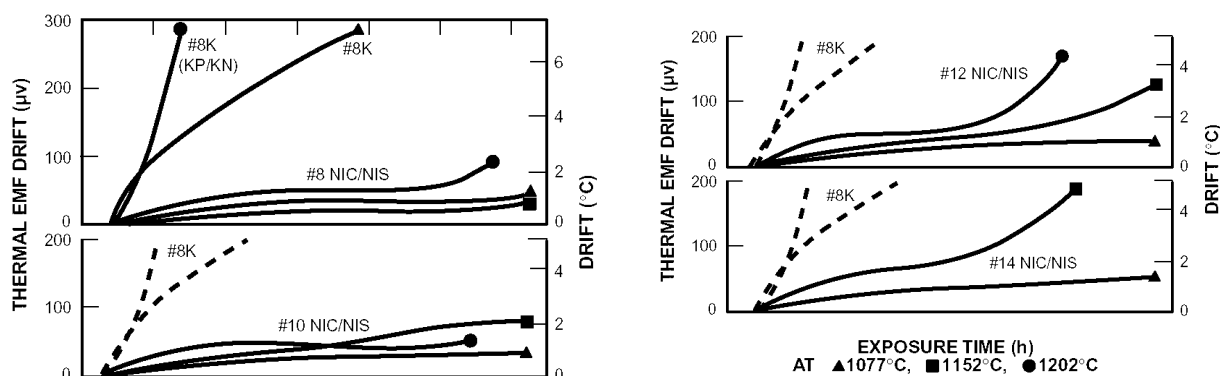 THERMAL EMF DRIFT (μv)
300
200
100
0
#8K
(KP/KN)
#8K
#8 NIC/NIS
6
4
2
0
DRIFT (°C)
200
100
0
#8K
#10 NIC/NIS
4
2
0
THERMAL EMF DRIFT (μv)
200
100
0
#8K
#12 NIC/NIS
4
2
0
DRIFT (°C)
200
100
0
#8K
#14 NIC/NIS
4
2
0
EXPOSURE TIME (h)
AT ▲1077°C, ■1152°C, ●1202°C